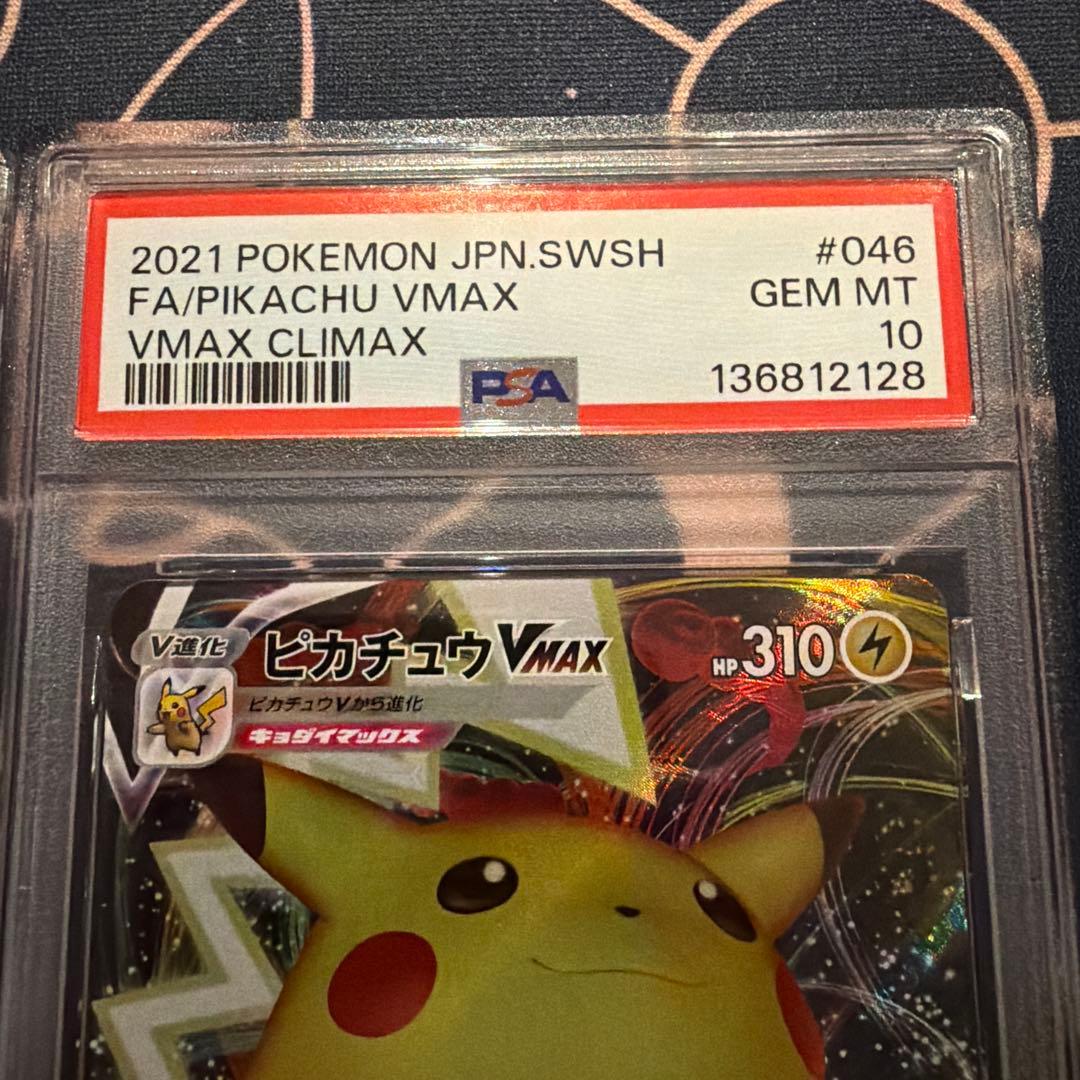 2021 POKEMON JPN.SWSH #046
FA/PIKACHU VMAX GEM MT
VMAX CLIMAX 10
PSA 136812128
V進化 ピカチュウVMAX HP310
ピカチュウVから進化
キョダイマックス